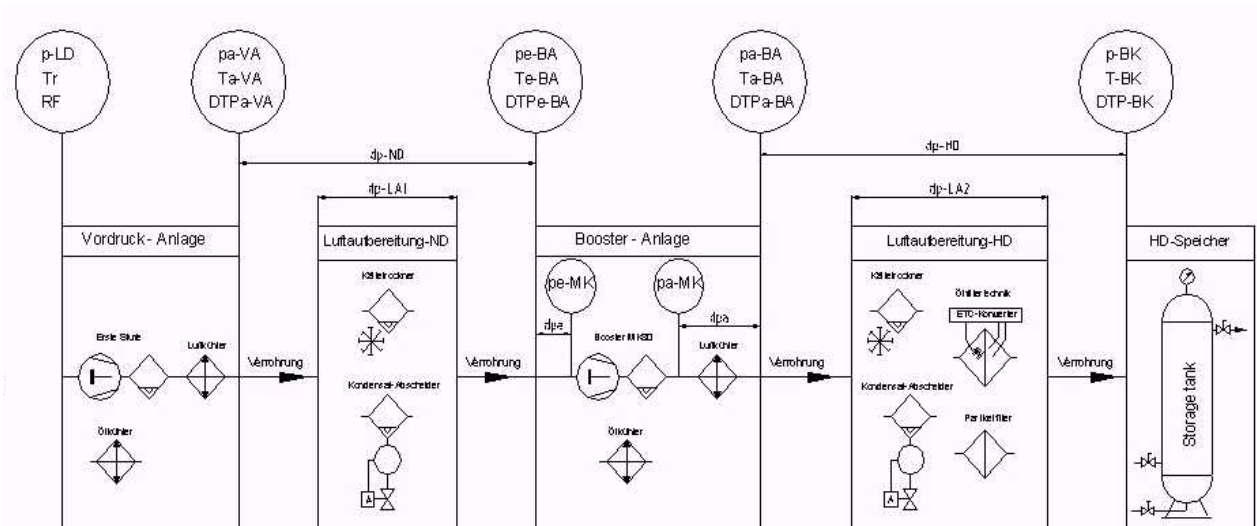 p-LD
Tr
RF
pa-VA
Ta-VA
DTPa-VA
pe-BA
Te-BA
DTPe-BA
pa-BA
Ta-BA
DTPa-BA
p-BK
T-BK
DTP-BK
dp-ND
dp-HD
dp-LA1
dp-LA2
Vordruck - Anlage
Luftaufbereitung-ND
Booster - Anlage
Luftaufbereitung-HD
HD-Speicher
Kältetrockner
pe-MK
pa-MK
Kältetrockner
Ölfiltertechnik
ETC-Konverter
dpe
dpa
Erste Stufe
Luftkühler
Verrohrung
Verrohrung
Booster MKSD
Luftkühler
Verrohrung
Verrohrung
Kondensat-Abscheider
Kondensat-Abscheider
Ölkühler
Ölkühler
Partikelfilter
A
A
Storage tank